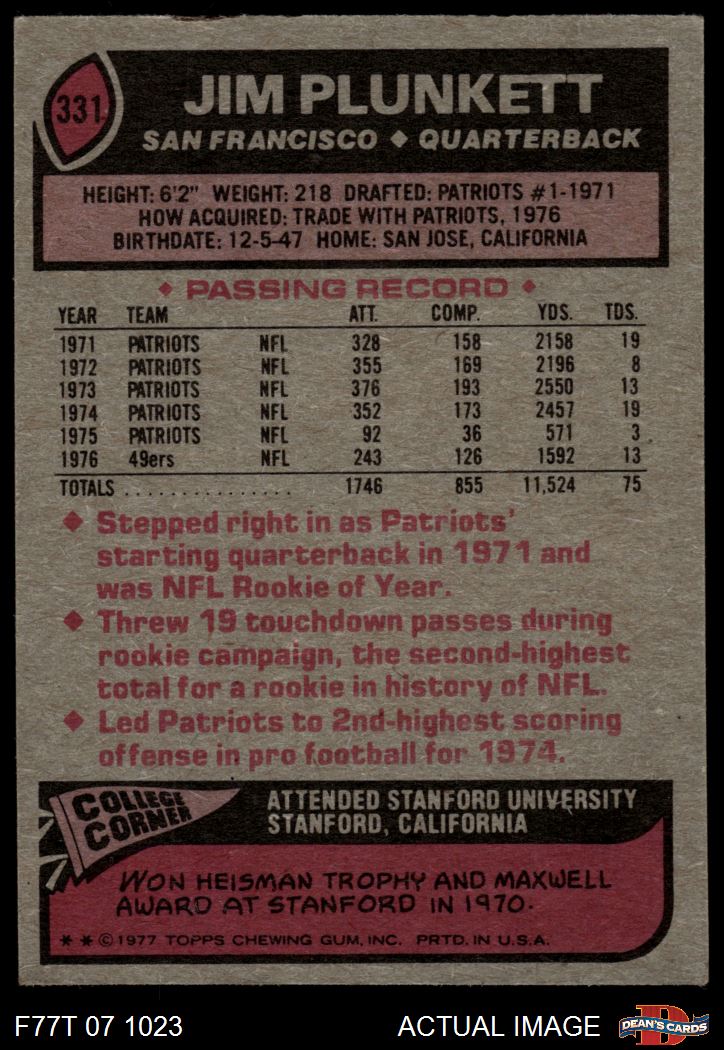 331
JIM PLUNKETT
SAN FRANCISCO ◆ QUARTERBACK
HEIGHT: 6'2" WEIGHT: 218 DRAFTED: PATRIOTS #1-1971
HOW ACQUIRED: TRADE WITH PATRIOTS, 1976
BIRTHDATE: 12-5-47 HOME: SAN JOSE, CALIFORNIA
◆ PASSING RECORD ◆
YEAR TEAM ATT. COMP. YDS. TDS.
1971 PATRIOTS NFL 328 158 2158 19
1972 PATRIOTS NFL 355 169 2196 8
1973 PATRIOTS NFL 376 193 2550 13
1974 PATRIOTS NFL 352 173 2457 19
1975 PATRIOTS NFL 92 36 571 3
1976 49ers NFL 243 126 1592 13
TOTALS ................ 1746 855 11,524 75
◆ Stepped right in as Patriots'
starting quarterback in 1971 and
was NFL Rookie of Year.
◆ Threw 19 touchdown passes during
rookie campaign, the second-highest
total for a rookie in history of NFL.
◆ Led Patriots to 2nd-highest scoring
offense in pro football for 1974.
COLLEGE
CORNER
ATTENDED STANFORD UNIVERSITY
STANFORD, CALIFORNIA
WON HEISMAN TROPHY AND MAXWELL
AWARD AT STANFORD IN 1970.
* * © 1977 TOPPS CHEWING GUM, INC. PRTD. IN U.S.A.
F77T 07 1023
ACTUAL IMAGE
D
DEAN'S CARDS